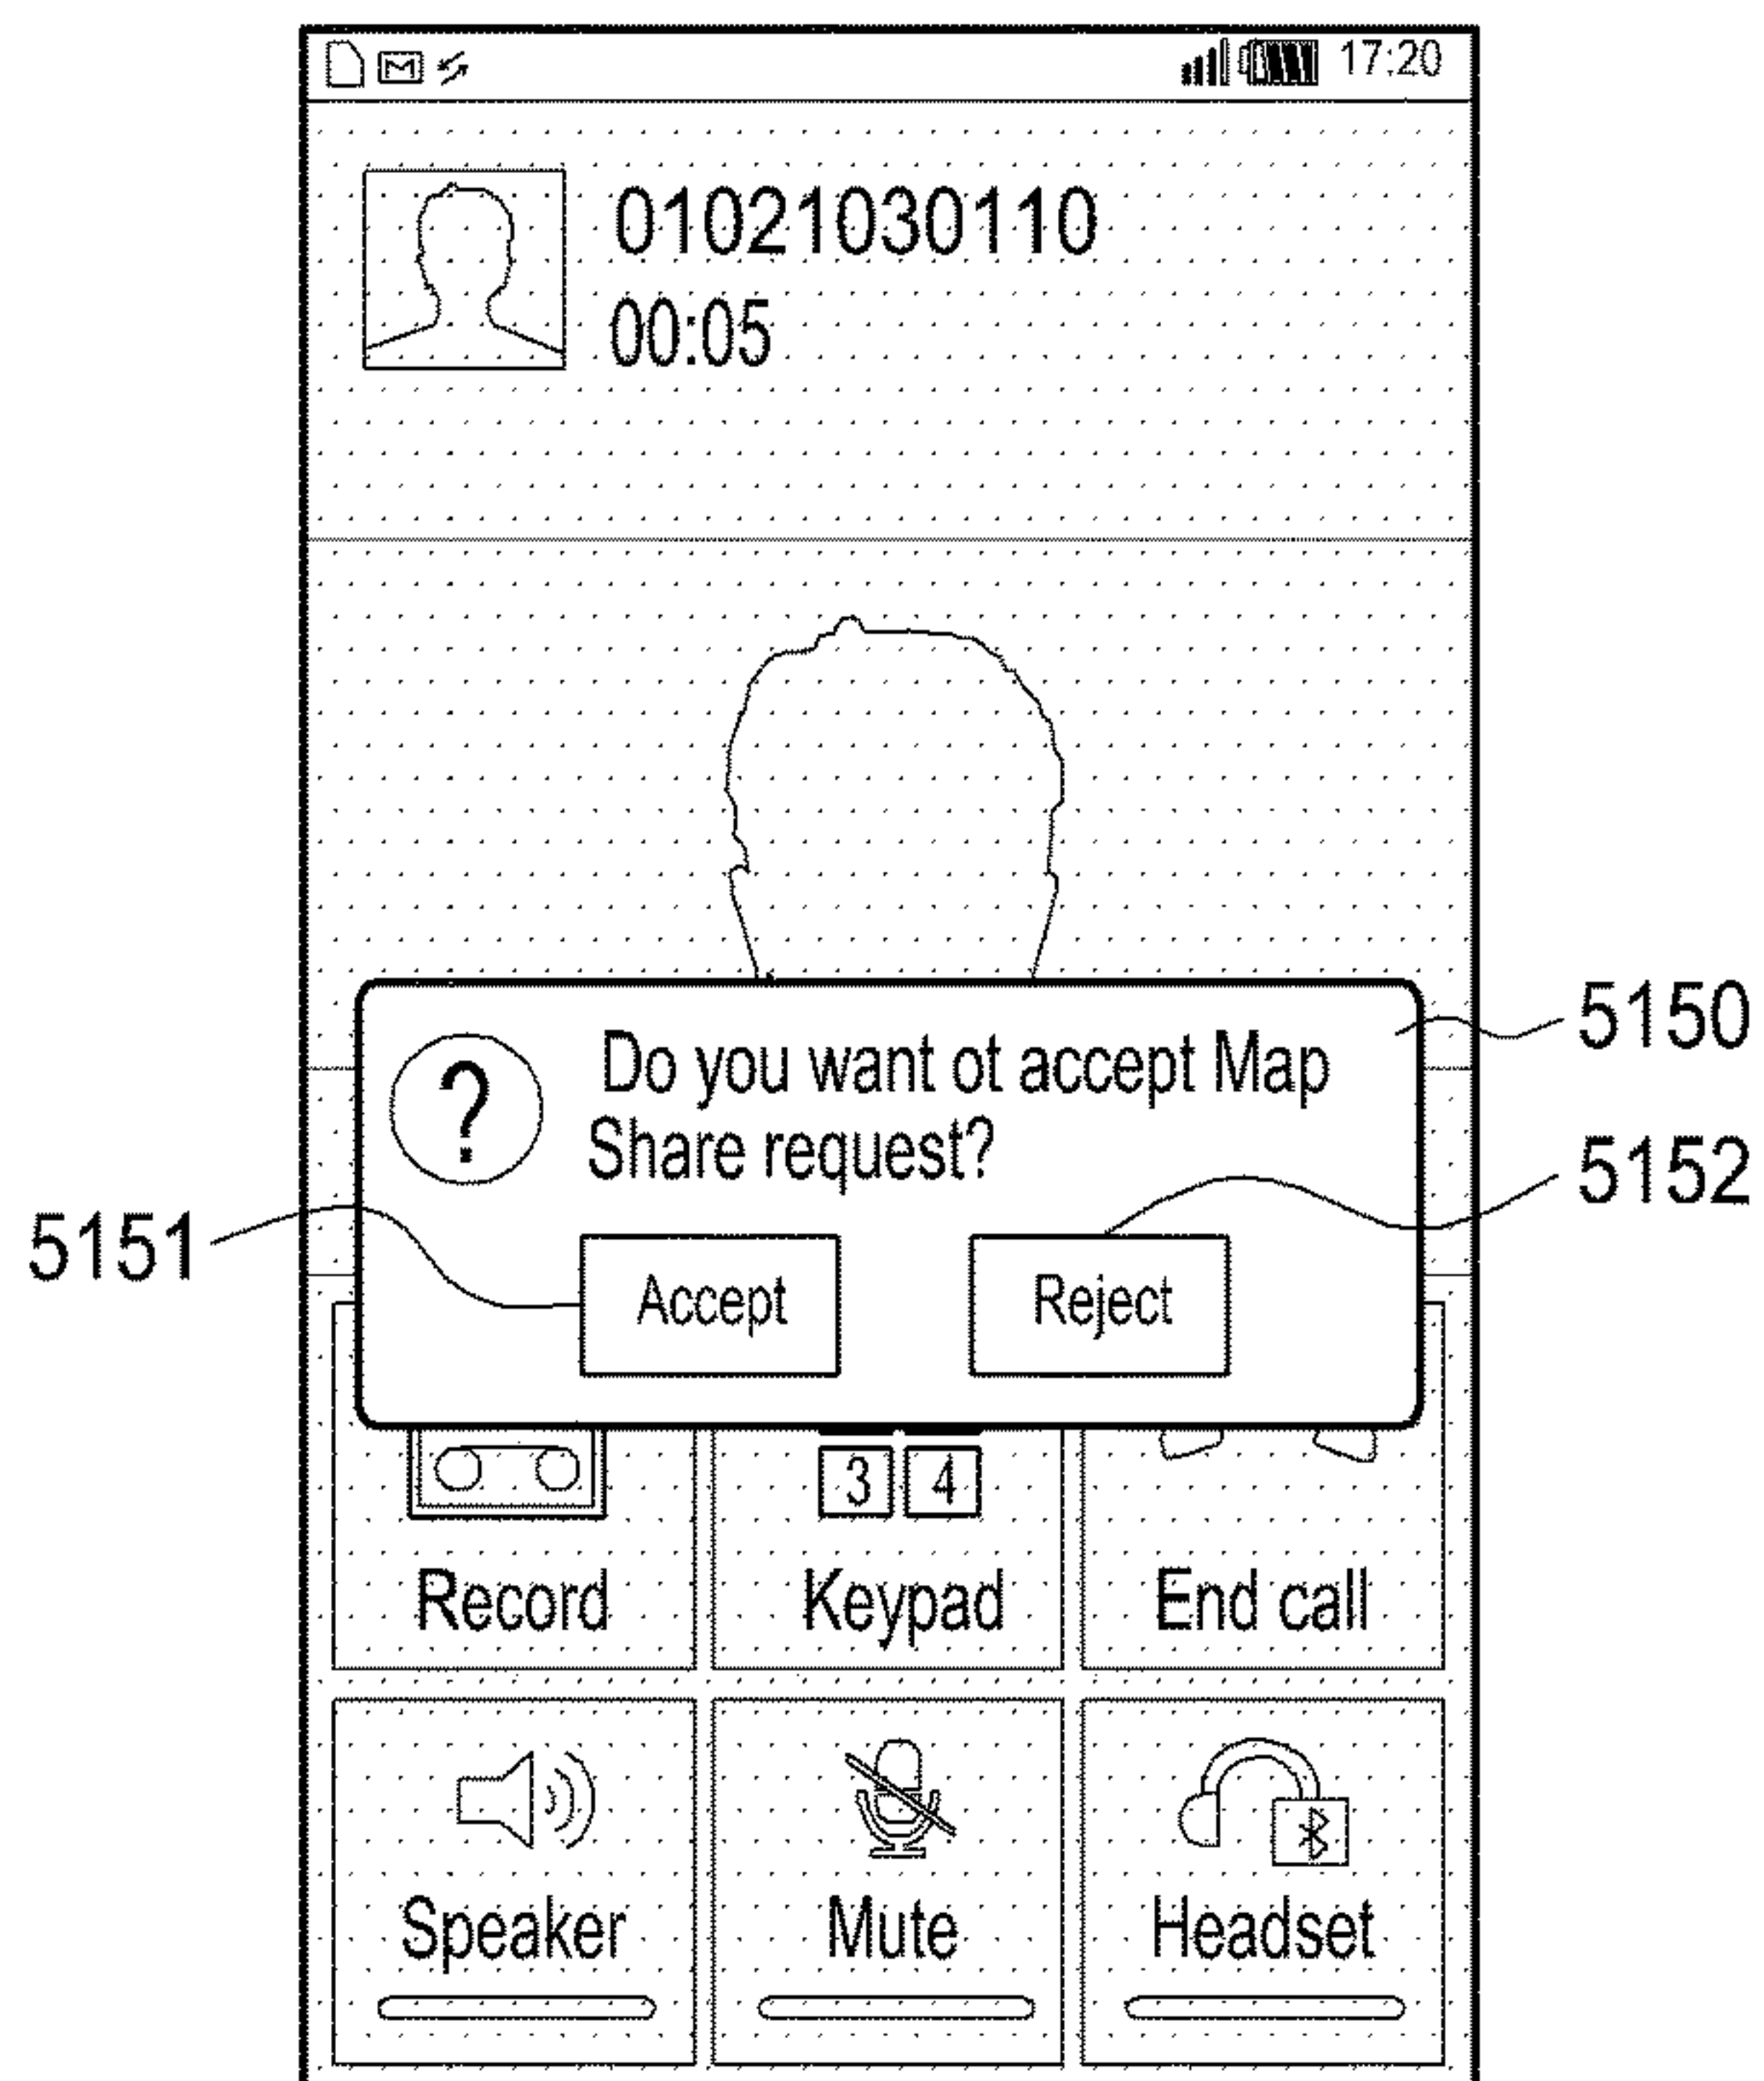 17:20
01021030110
00:05
Do you want ot accept Map
Share request?
5150
5152
5151
Accept Reject
3 4
Record Keypad End call
Speaker Mute Headset